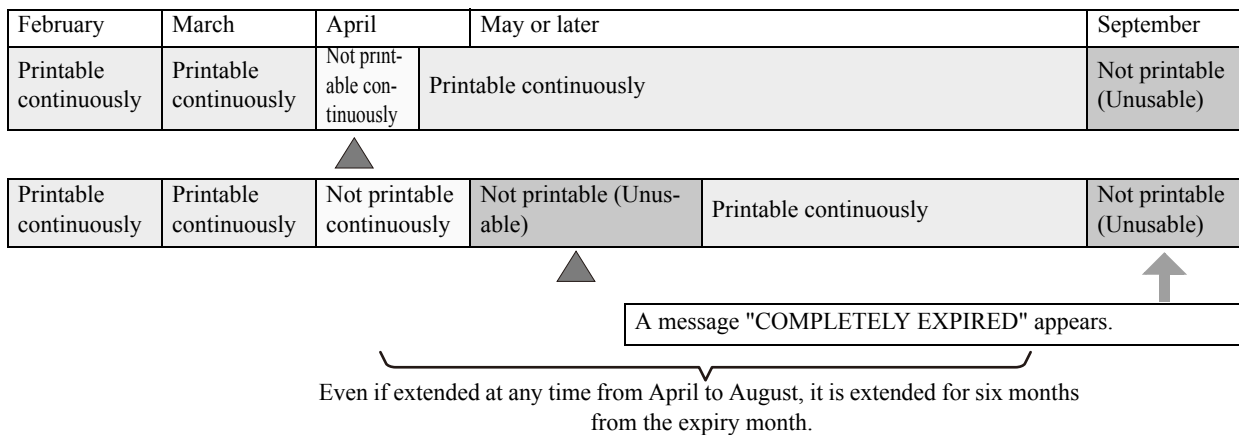 February March April May or later September
Printable Printable Not print- Printable continuously Not printable
continuously continuously able con- (Unusable)
tinuously
Printable Printable Not printable Not printable (Unus- Printable continuously Not printable
continuously continuously continuously able) (Unusable)
A message "COMPLETELY EXPIRED" appears.
Even if extended at any time from April to August, it is extended for six months
from the expiry month.